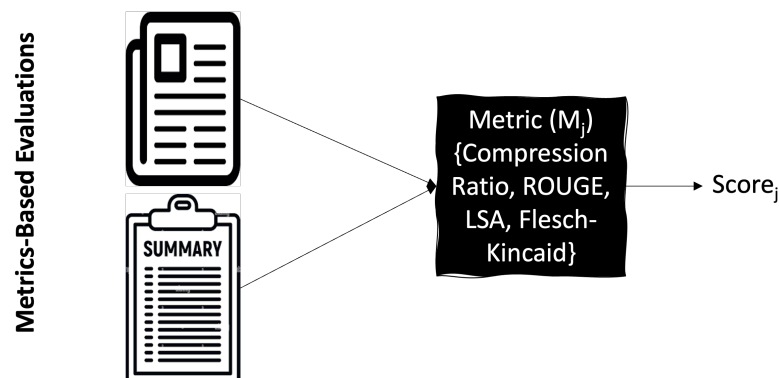 Metrics-Based Evaluations
SUMMARY
Metric (Mj)
{Compression
Ratio, ROUGE,
LSA, Flesch-
Kincaid}
Scorej